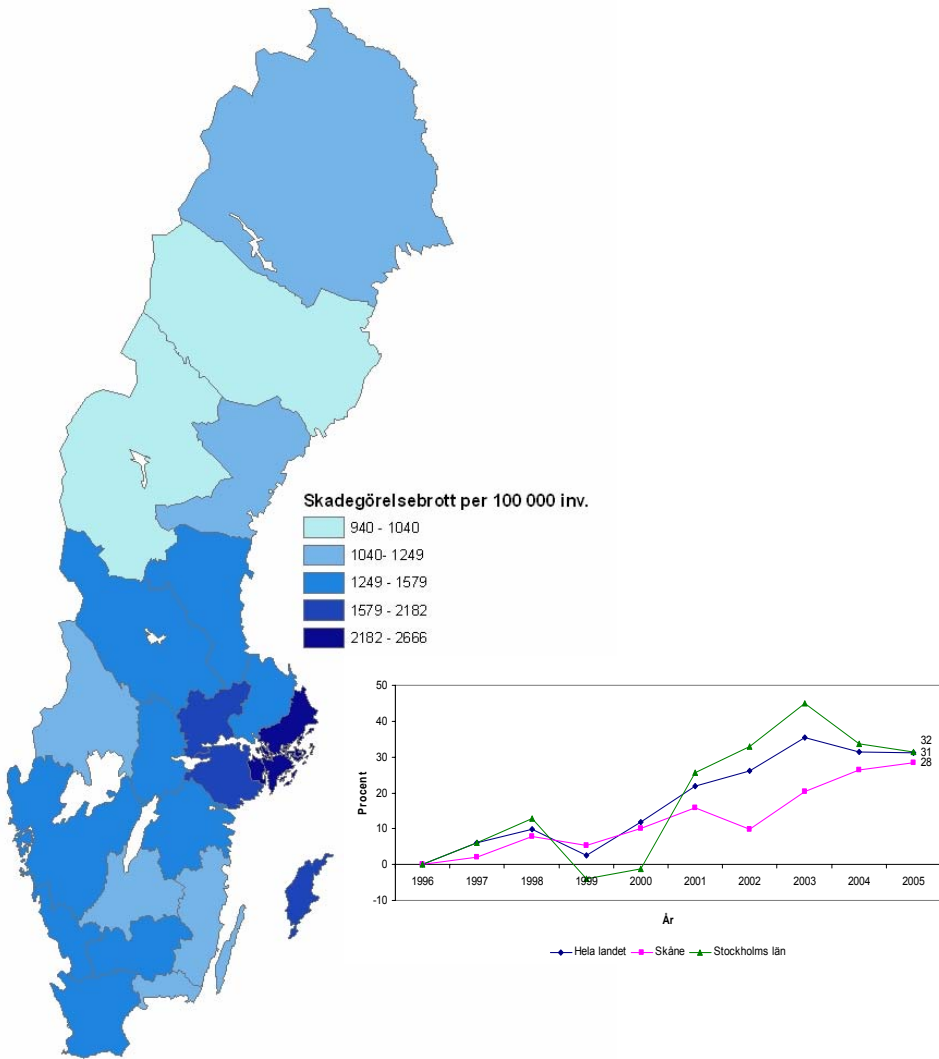 Skadegörelsebrott per 100 000 inv.
940 - 1040
1040- 1249
1249 - 1579
1579 - 2182
2182 - 2666
50
40
30
20
10
0
-10
Procent
32
31
28
1996 1997 1998 1999 2000 2001 2002 2003 2004 2005
År
Hela landet Skåne Stockholms län